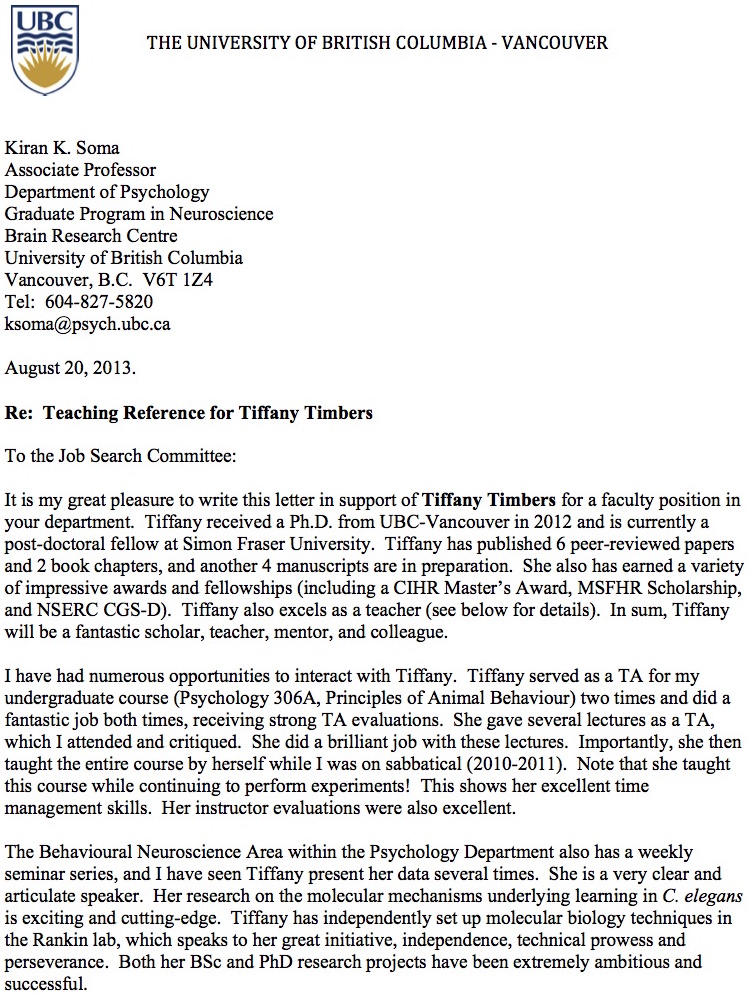 UBC
THE UNIVERSITY OF BRITISH COLUMBIA - VANCOUVER
Kiran K. Soma
Associate Professor
Department of Psychology
Graduate Program in Neuroscience
Brain Research Centre
University of British Columbia
Vancouver, B.C.  V6T 1Z4
Tel:  604-827-5820
ksoma@psych.ubc.ca
August 20, 2013.
Re:  Teaching Reference for Tiffany Timbers
To the Job Search Committee:
It is my great pleasure to write this letter in support of Tiffany Timbers for a faculty position in
your department.  Tiffany received a Ph.D. from UBC-Vancouver in 2012 and is currently a
post-doctoral fellow at Simon Fraser University.  Tiffany has published 6 peer-reviewed papers
and 2 book chapters, and another 4 manuscripts are in preparation.  She also has earned a variety
of impressive awards and fellowships (including a CIHR Master's Award, MSFHR Scholarship,
and NSERC CGS-D).  Tiffany also excels as a teacher (see below for details).  In sum, Tiffany
will be a fantastic scholar, teacher, mentor, and colleague.
I have had numerous opportunities to interact with Tiffany.  Tiffany served as a TA for my
undergraduate course (Psychology 306A, Principles of Animal Behaviour) two times and did a
fantastic job both times, receiving strong TA evaluations.  She gave several lectures as a TA,
which I attended and critiqued.  She did a brilliant job with these lectures.  Importantly, she then
taught the entire course by herself while I was on sabbatical (2010-2011).  Note that she taught
this course while continuing to perform experiments!  This shows her excellent time
management skills.  Her instructor evaluations were also excellent.
The Behavioural Neuroscience Area within the Psychology Department also has a weekly
seminar series, and I have seen Tiffany present her data several times.  She is a very clear and
articulate speaker.  Her research on the molecular mechanisms underlying learning in C. elegans
is exciting and cutting-edge.  Tiffany has independently set up molecular biology techniques in
the Rankin lab, which speaks to her great initiative, independence, technical prowess and
perseverance.  Both her BSc and PhD research projects have been extremely ambitious and
successful.